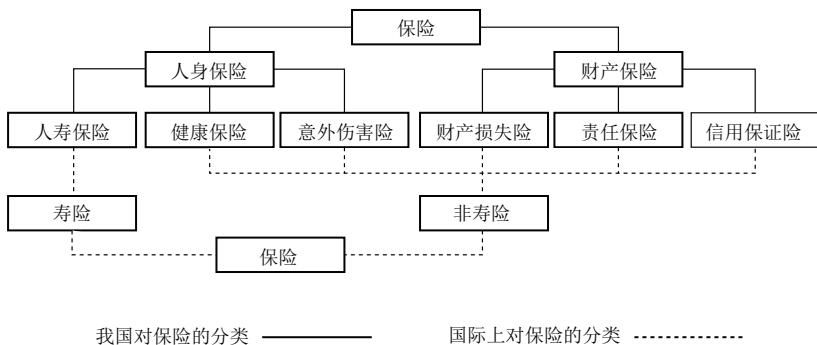 保险
人身保险
财产保险
人寿保险
健康保险
意外伤害险
财产损失险
责任保险
信用保证险
寿险
非寿险
保险
我国对保险的分类
国际上对保险的分类